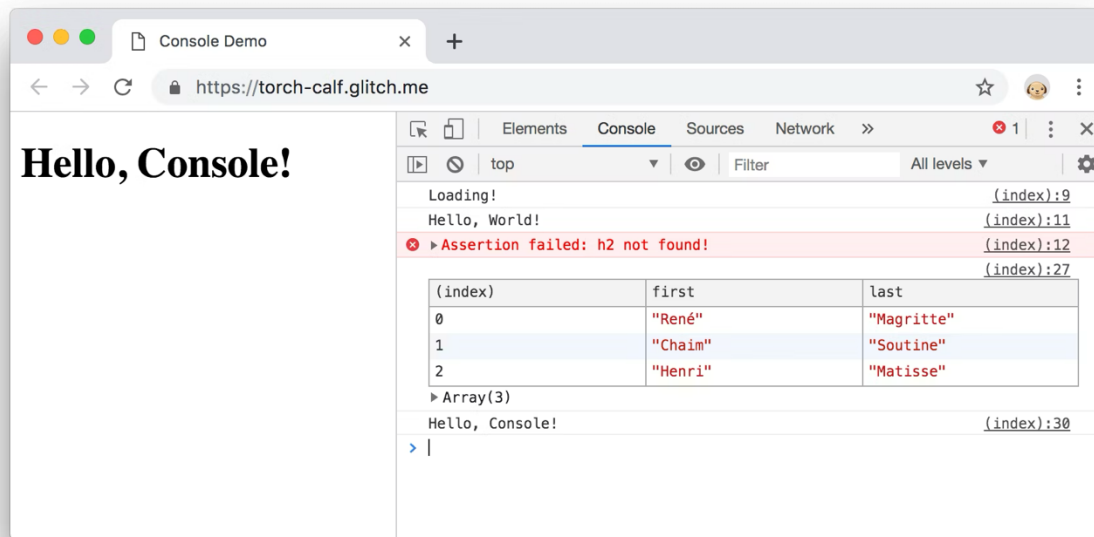 Console Demo
https://torch-calf.glitch.me
Hello, Console!
Elements Console Sources Network » 1
top Filter All levels
Loading! (index):9
Hello, World! (index):11
Assertion failed: h2 not found! (index):12
(index):27
(index) first last
0 "René" "Magritte"
1 "Chaim" "Soutine"
2 "Henri" "Matisse"
Array(3)
Hello, Console! (index):30